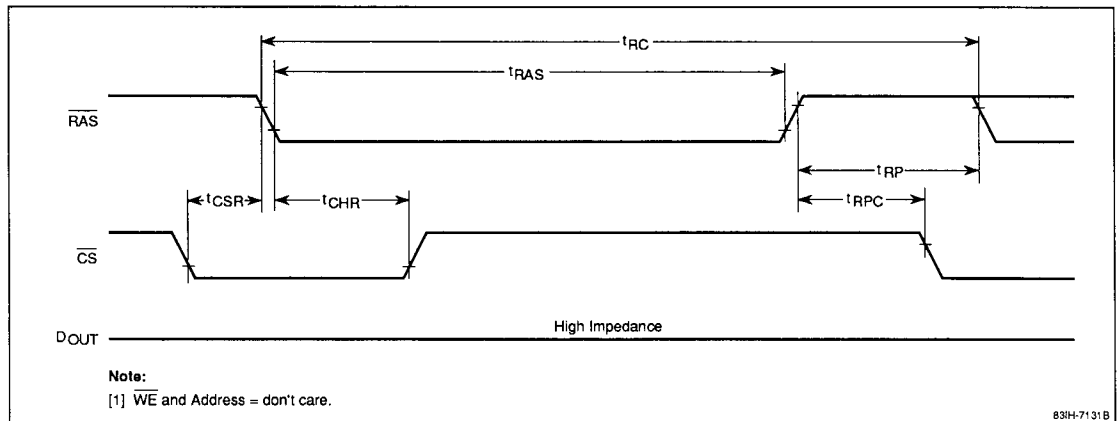 tRC
tRAS
RAS
tRP
tCSR
tCHR
tRPC
CS
High Impedance
DOUT
Note:
[1] WE and Address = don't care.
83IH-7131B